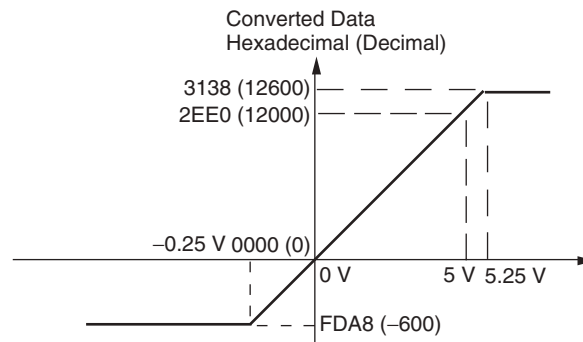 Converted Data
Hexadecimal (Decimal)
3138 (12600)
2EE0 (12000)
−0.25 V 0000 (0)
0 V
5 V
5.25 V
FDA8 (−600)